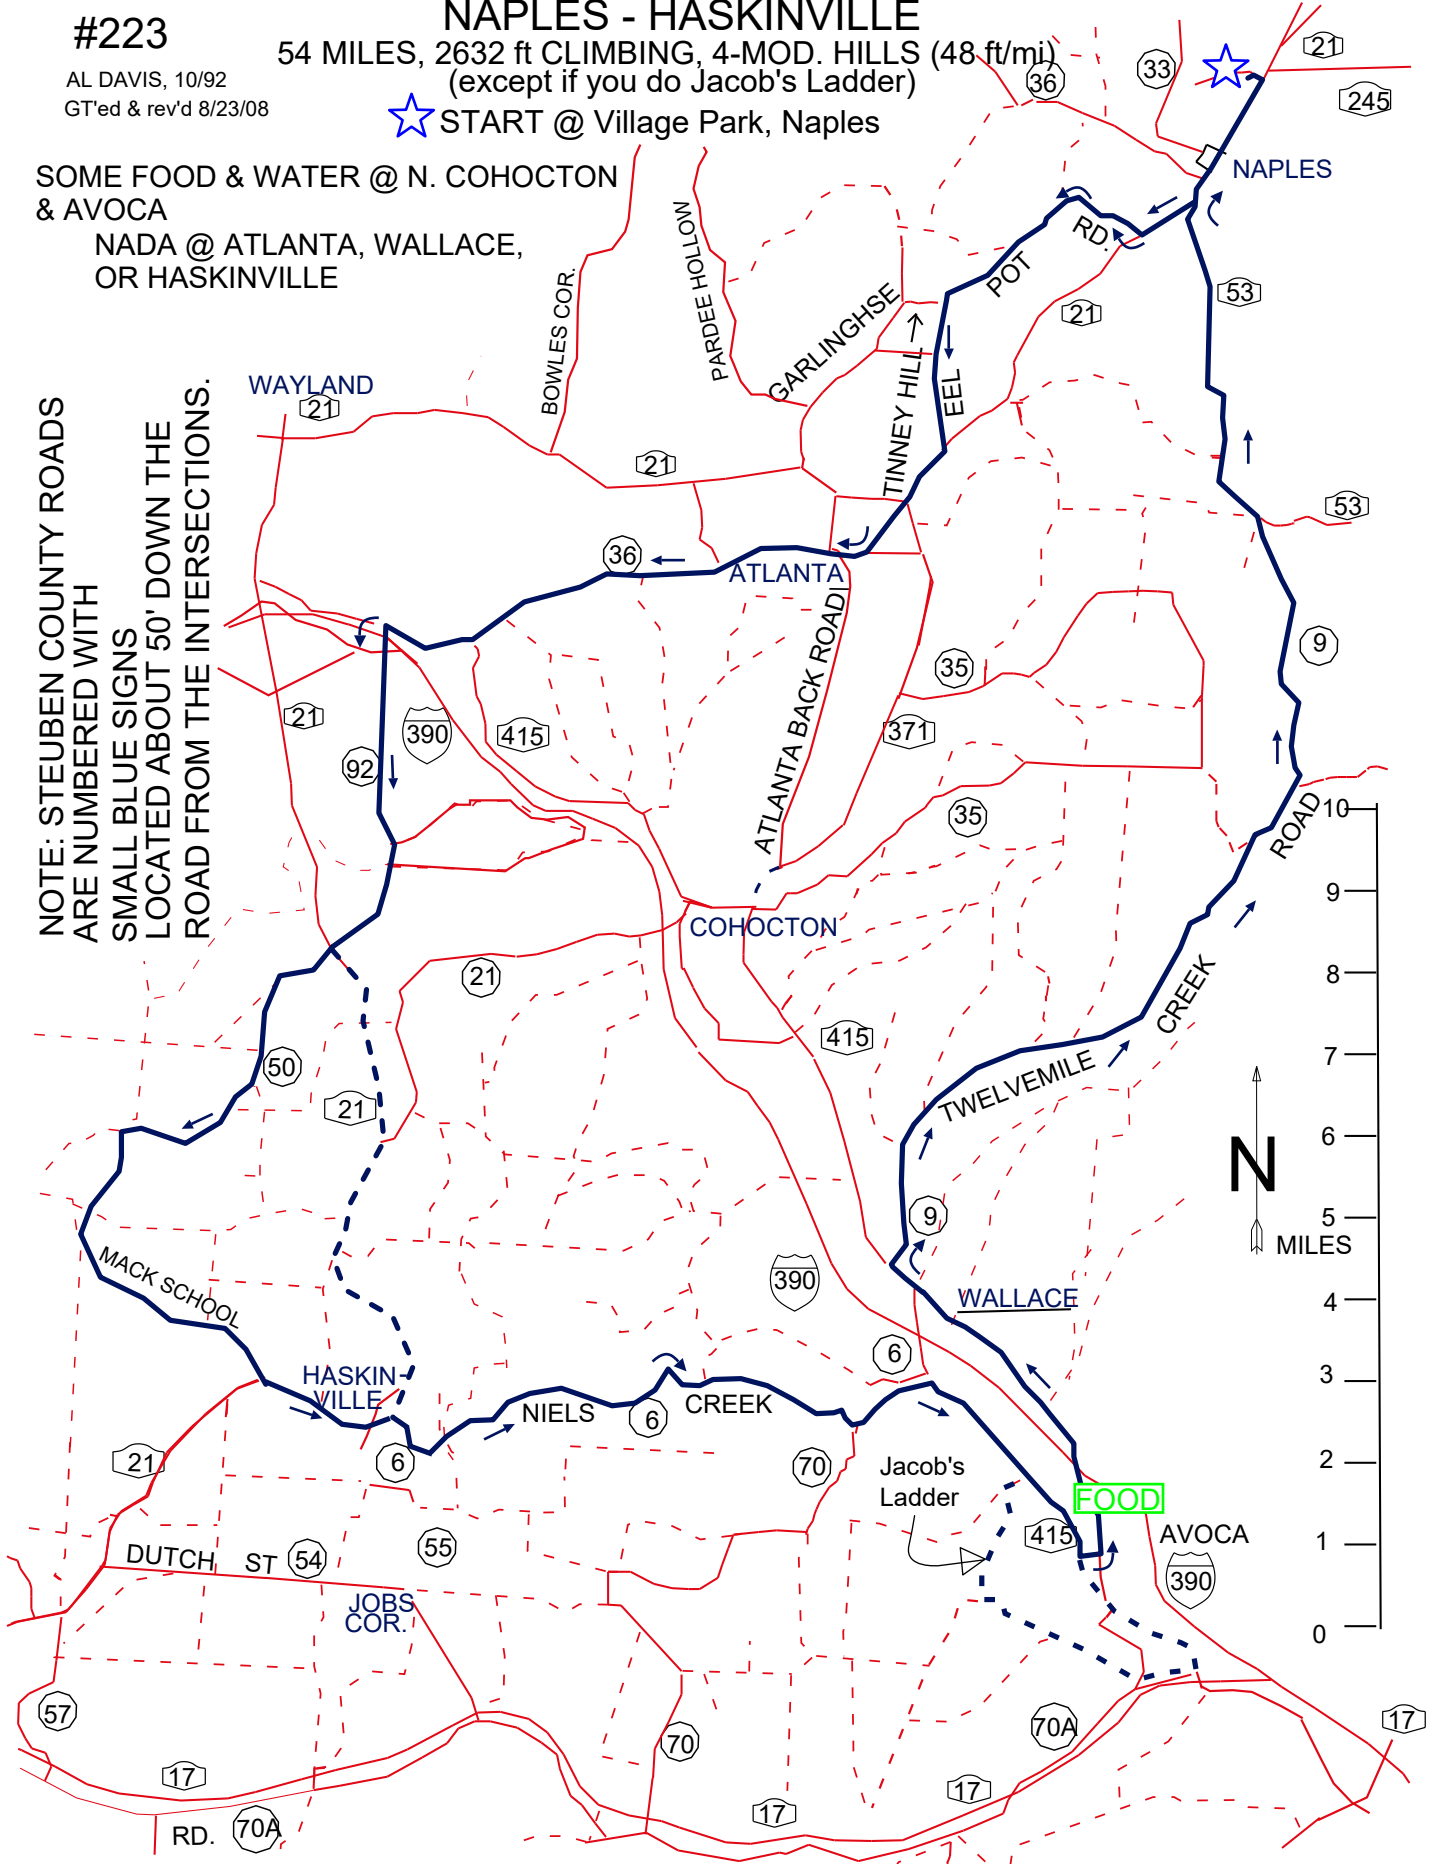 #223
NAPLES - HASKINVILLE
54 MILES, 2632 ft CLIMBING, 4-MOD. HILLS (48 ft/mi)
(except if you do Jacob's Ladder)
AL DAVIS, 10/92
GT'ed & rev'd 8/23/08
START @ Village Park, Naples
SOME FOOD & WATER @ N. COHOCTON
& AVOCA
NADA @ ATLANTA, WALLACE,
OR HASKINVILLE
NOTE: STEUBEN COUNTY ROADS
ARE NUMBERED WITH
SMALL BLUE SIGNS
LOCATED ABOUT 50' DOWN THE
ROAD FROM THE INTERSECTIONS.
21
33
36
245
NAPLES
RD.
POT
EEL
53
21
BOWLES COR.
PARDEE HOLLOW
GARLINGHSE
TINNEY HILL
WAYLAND
21
21
53
36
ATLANTA
ATLANTA BACK ROAD
9
35
21
390
415
371
92
35
ROAD
CREEK
TWELVEMILE
COHOCTON
21
415
50
21
9
390
WALLACE
MACK SCHOOL
HASKIN-
VILLE
6
NIELS
6
CREEK
6
21
70
Jacob's
Ladder
FOOD
415
AVOCA
390
DUTCH ST
54
55
JOBS
COR.
57
70
70A
17
17
17
17
RD.
70A
10
9
8
7
6
5
4
3
2
1
0
N
MILES